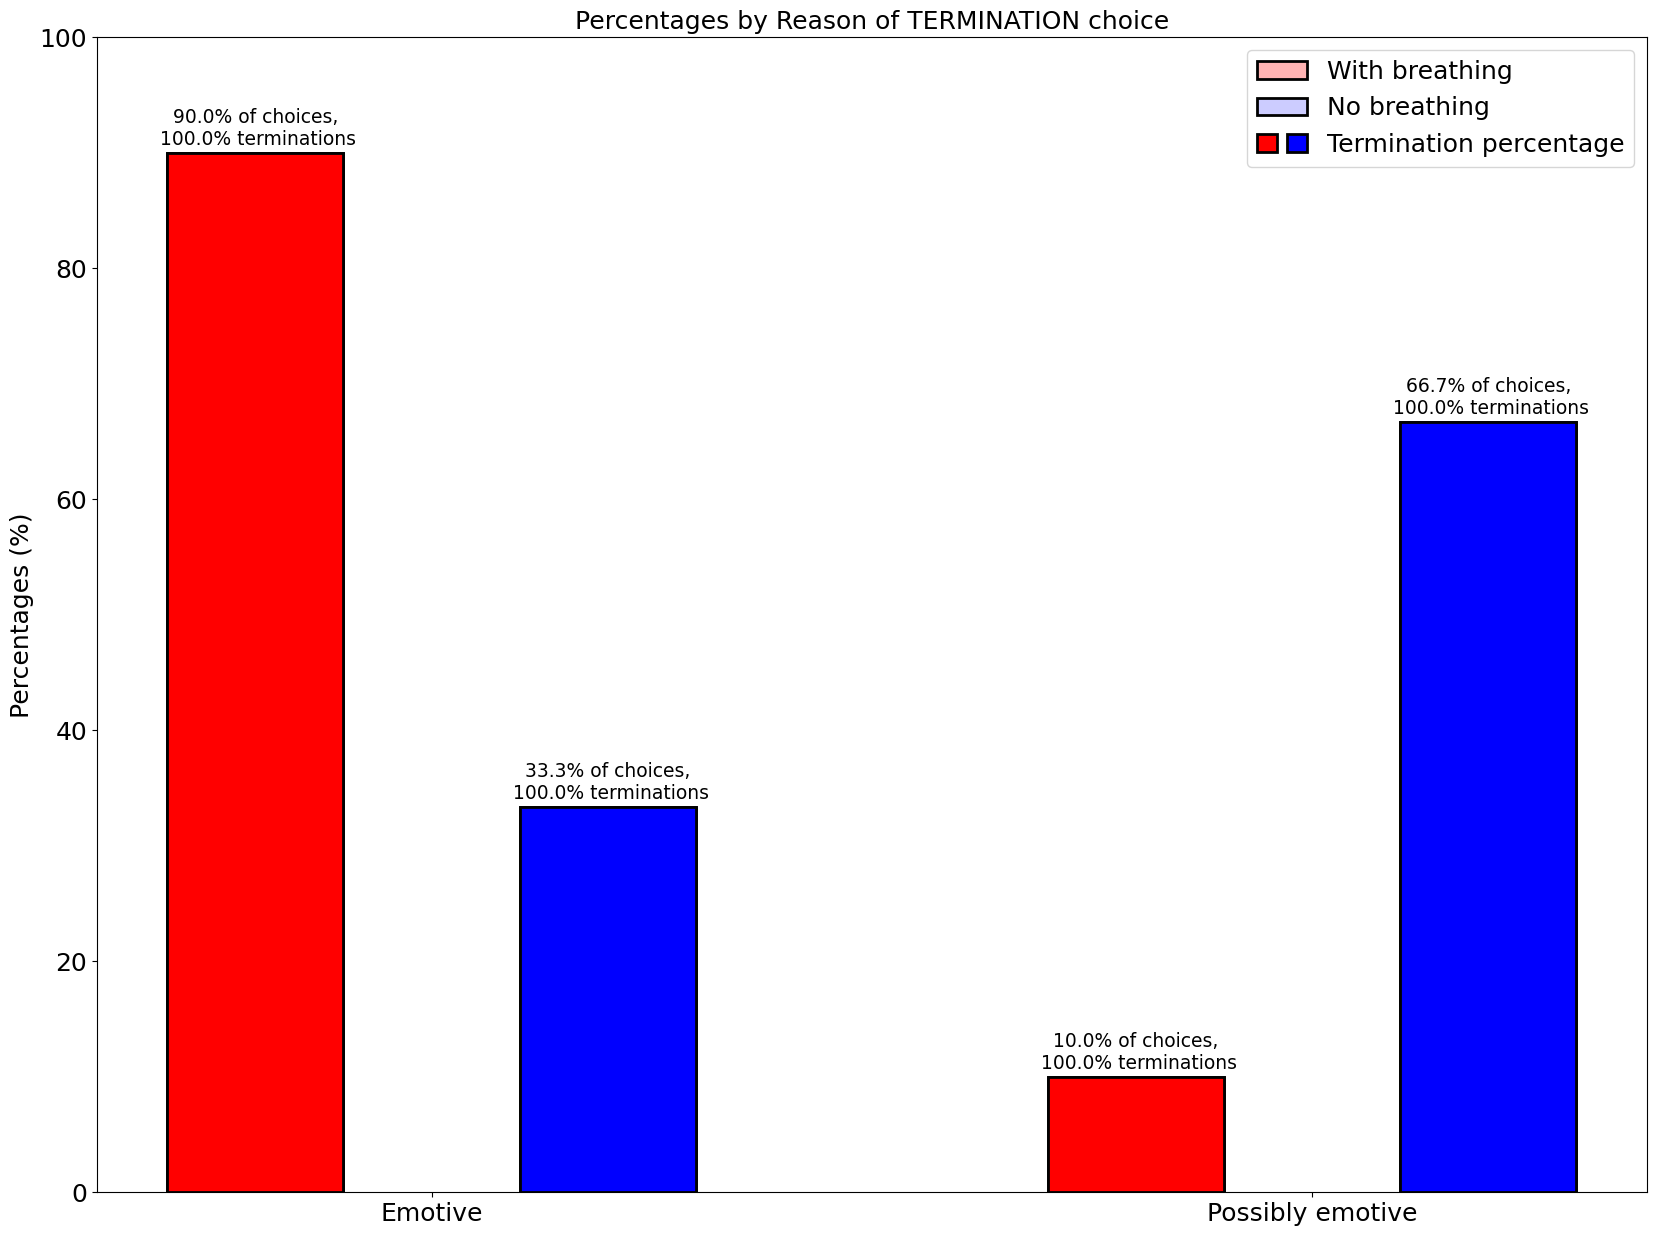 Percentages by Reason of TERMINATION choice
With breathing
No breathing
Termination percentage
Percentages (%)
100
80
60
40
20
0
90.0% of choices,
100.0% terminations
33.3% of choices,
100.0% terminations
10.0% of choices,
100.0% terminations
66.7% of choices,
100.0% terminations
Emotive
Possibly emotive